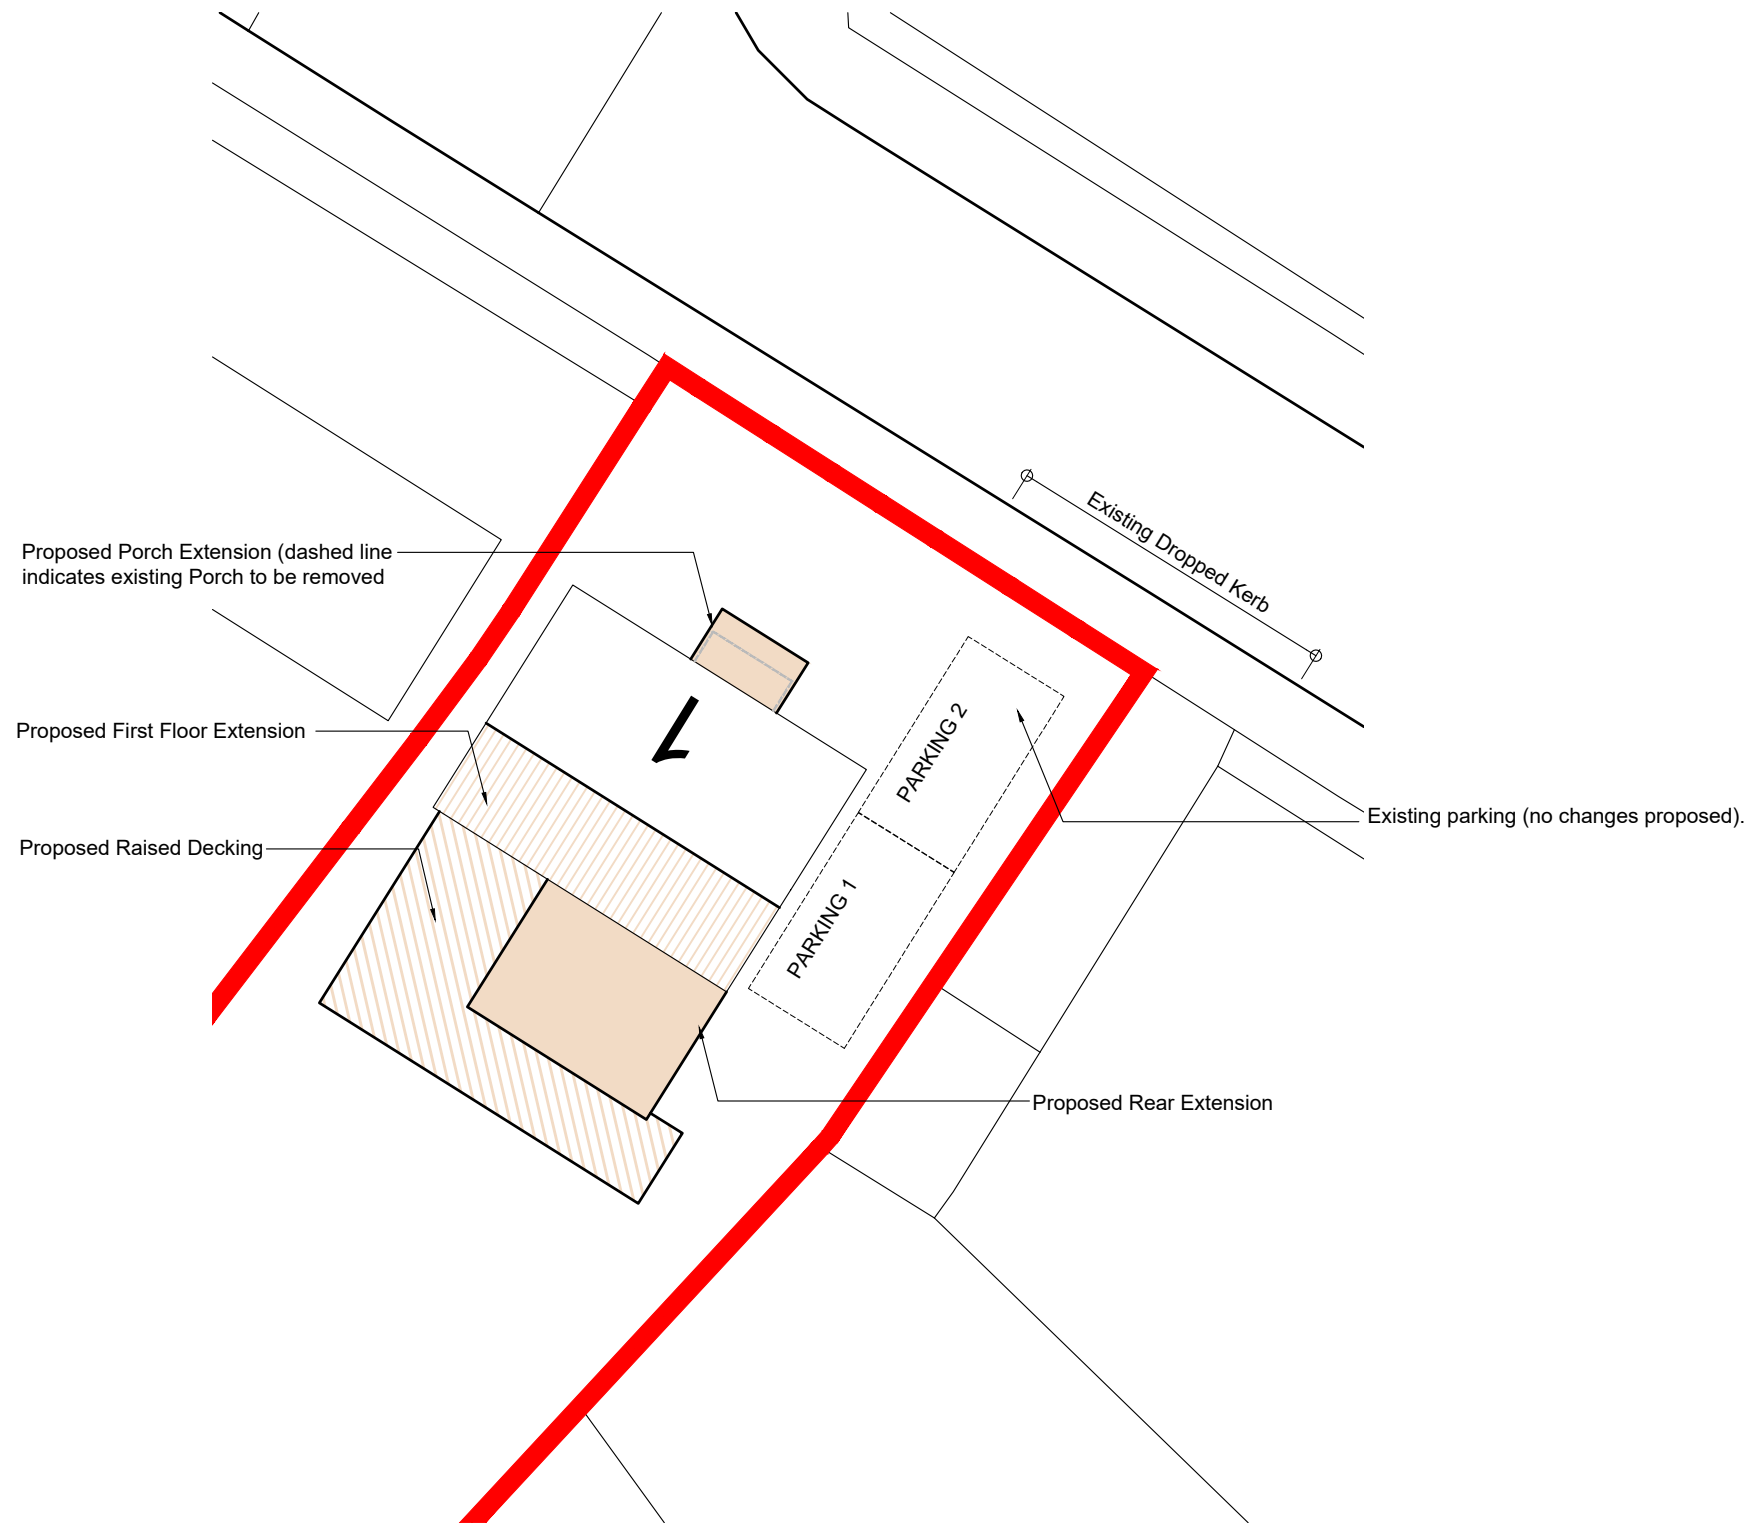 Existing Dropped Kerb
Proposed Porch Extension (dashed line
indicates existing Porch to be removed
1
Proposed First Floor Extension
PARKING 2
Existing parking (no changes proposed).
Proposed Raised Decking
PARKING 1
Proposed Rear Extension